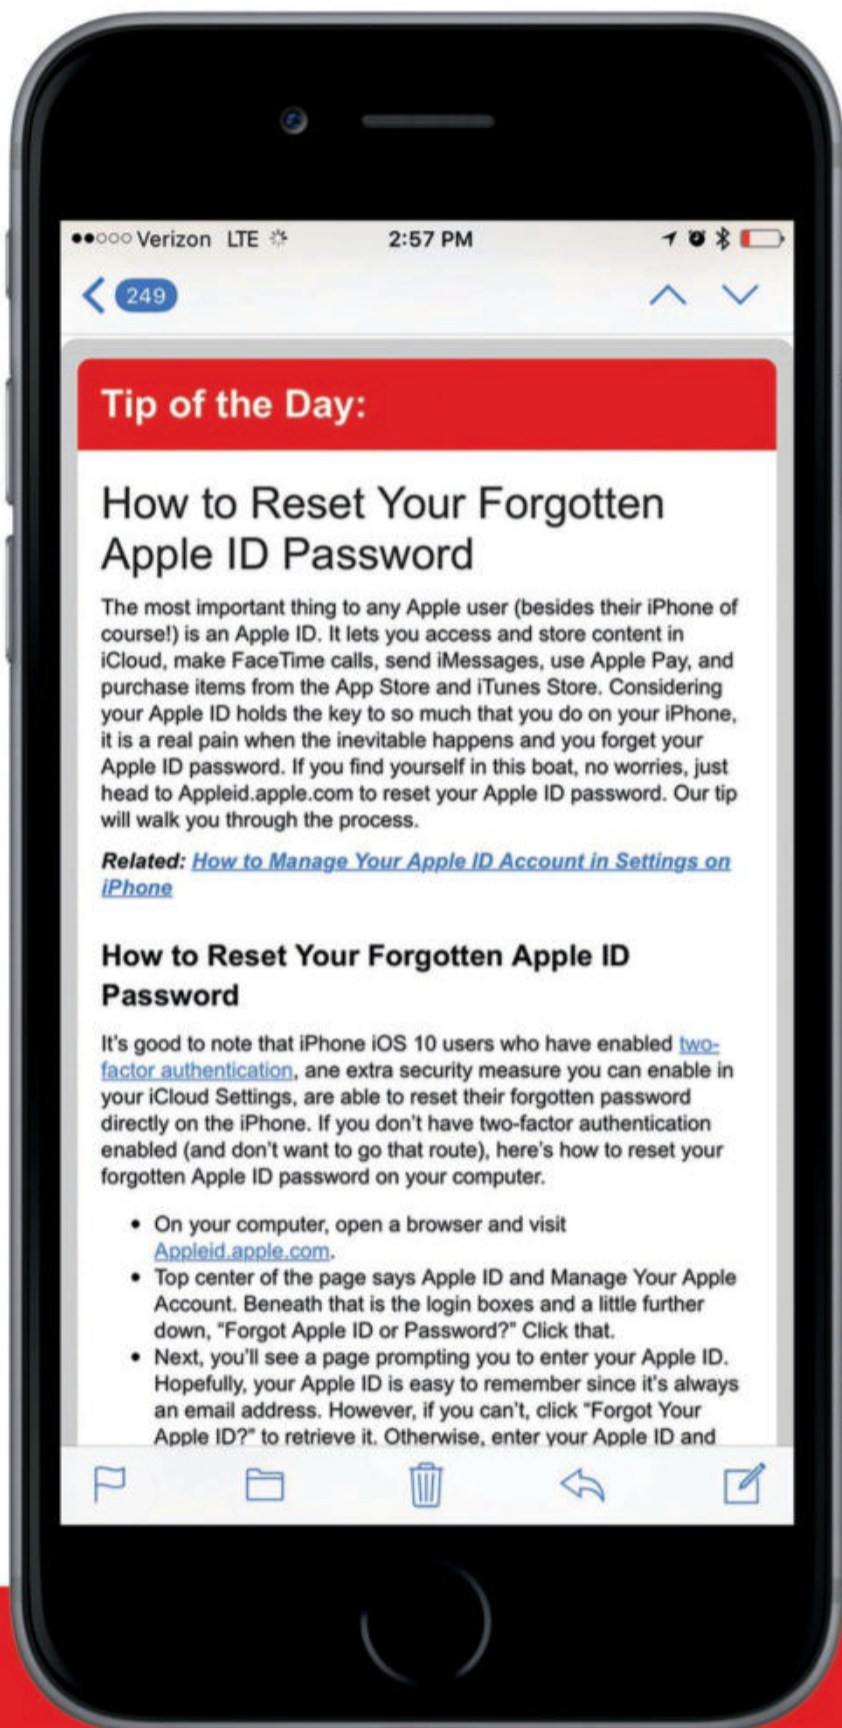 ●●○○○ Verizon LTE 2:57 PM
249
Tip of the Day:
How to Reset Your Forgotten
Apple ID Password
The most important thing to any Apple user (besides their iPhone of
course!) is an Apple ID. It lets you access and store content in
iCloud, make FaceTime calls, send iMessages, use Apple Pay, and
purchase items from the App Store and iTunes Store. Considering
your Apple ID holds the key to so much that you do on your iPhone,
it is a real pain when the inevitable happens and you forget your
Apple ID password. If you find yourself in this boat, no worries, just
head to Appleid.apple.com to reset your Apple ID password. Our tip
will walk you through the process.
Related: How to Manage Your Apple ID Account in Settings on
iPhone
How to Reset Your Forgotten Apple ID
Password
It's good to note that iPhone iOS 10 users who have enabled two-
factor authentication, ane extra security measure you can enable in
your iCloud Settings, are able to reset their forgotten password
directly on the iPhone. If you don't have two-factor authentication
enabled (and don't want to go that route), here's how to reset your
forgotten Apple ID password on your computer.
• On your computer, open a browser and visit
Appleid.apple.com.
• Top center of the page says Apple ID and Manage Your Apple
Account. Beneath that is the login boxes and a little further
down, "Forgot Apple ID or Password?" Click that.
• Next, you'll see a page prompting you to enter your Apple ID.
Hopefully, your Apple ID is easy to remember since it's always
an email address. However, if you can't, click "Forgot Your
Apple ID?" to retrieve it. Otherwise, enter your Apple ID and